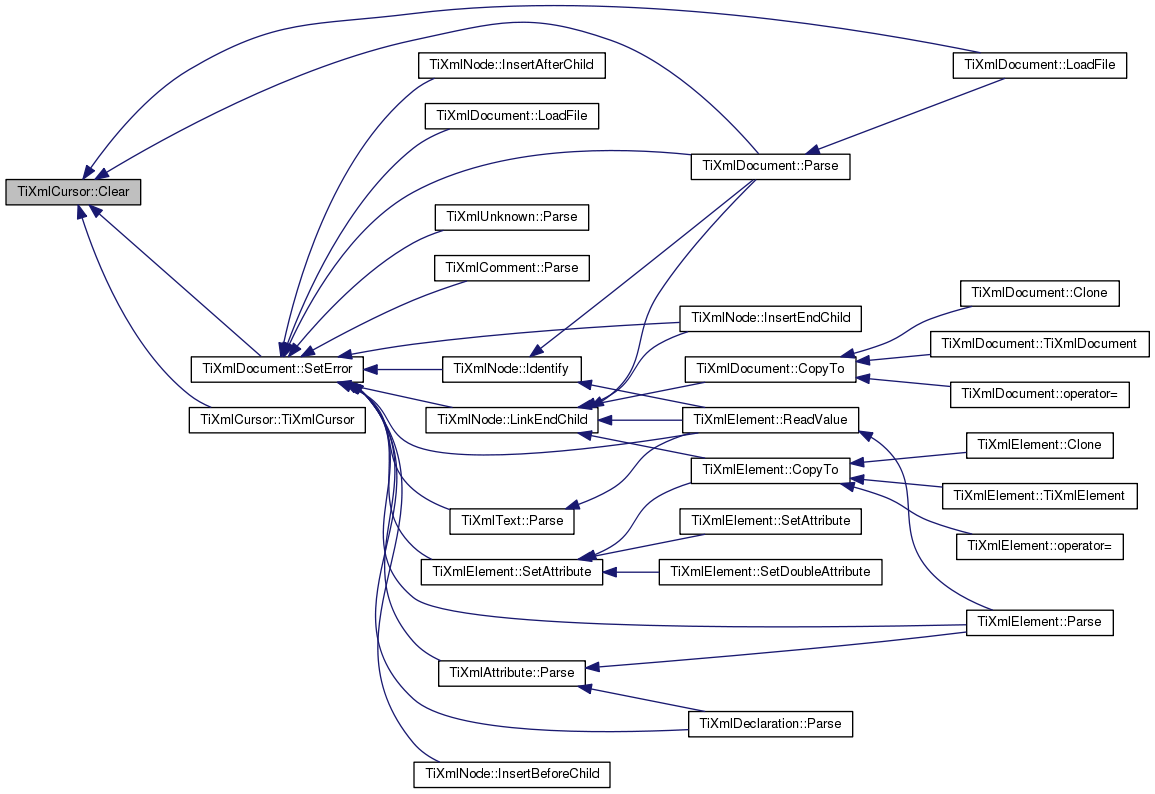 TiXmlNode::InsertAfterChild
TiXmlDocument::LoadFile
TiXmlDocument::LoadFile
TiXmlDocument::Parse
TiXmlCursor::Clear
TiXmlUnknown::Parse
TiXmlComment::Parse
TiXmlDocument::Clone
TiXmlNode::InsertEndChild
TiXmlDocument::TiXmlDocument
TiXmlDocument::SetError
TiXmlNode::Identify
TiXmlDocument::CopyTo
TiXmlDocument::operator=
TiXmlCursor::TiXmlCursor
TiXmlNode::LinkEndChild
TiXmlElement::ReadValue
TiXmlElement::Clone
TiXmlElement::CopyTo
TiXmlElement::TiXmlElement
TiXmlText::Parse
TiXmlElement::SetAttribute
TiXmlElement::operator=
TiXmlElement::SetAttribute
TiXmlElement::SetDoubleAttribute
TiXmlElement::Parse
TiXmlAttribute::Parse
TiXmlDeclaration::Parse
TiXmlNode::InsertBeforeChild